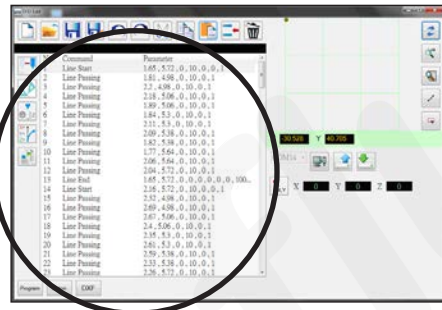 Command Parameter
1 Line Start 1.65 , 5.72 , 0 , 10 , 0 , 0 , 1
2 Line Passing 1.81 , 4.98 , 0 , 10 , 0 , 1
3 Line Passing 2.2 , 4.98 , 0 , 10 , 0 , 1
4 Line Passing 2.18 , 5.06 , 0 , 10 , 0 , 1
5 Line Passing 1.89 , 5.06 , 0 , 10 , 0 , 1
6 Line Passing 1.84 , 5.3 , 0 , 10 , 0 , 1
7 Line Passing 2.11 , 5.3 , 0 , 10 , 0 , 1
8 Line Passing 2.09 , 5.38 , 0 , 10 , 0 , 1
9 Line Passing 1.82 , 5.38 , 0 , 10 , 0 , 1
10 Line Passing 1.77 , 5.64 , 0 , 10 , 0 , 1
11 Line Passing 2.06 , 5.64 , 0 , 10 , 0 , 1
12 Line Passing 2.04 , 5.72 , 0 , 10 , 0 , 1
13 Line End 1.65 , 5.72 , 0 , 0 , 0 , 0 , 0 , 100...
14 Line Start 2.16 , 5.72 , 0 , 10 , 0 , 0 , 1
15 Line Passing 2.32 , 4.98 , 0 , 10 , 0 , 1
16 Line Passing 2.69 , 4.98 , 0 , 10 , 0 , 1
17 Line Passing 2.67 , 5.06 , 0 , 10 , 0 , 1
18 Line Passing 2.4 , 5.06 , 0 , 10 , 0 , 1
19 Line Passing 2.35 , 5.3 , 0 , 10 , 0 , 1
20 Line Passing 2.61 , 5.3 , 0 , 10 , 0 , 1
21 Line Passing 2.59 , 5.38 , 0 , 10 , 0 , 1
22 Line Passing 2.33 , 5.38 , 0 , 10 , 0 , 1
23 Line Passing 2.26 , 5.72 , 0 , 10 , 0 , 1
-30.528 Y 40.705
X 0 Y 0 Z 0
Program DXF